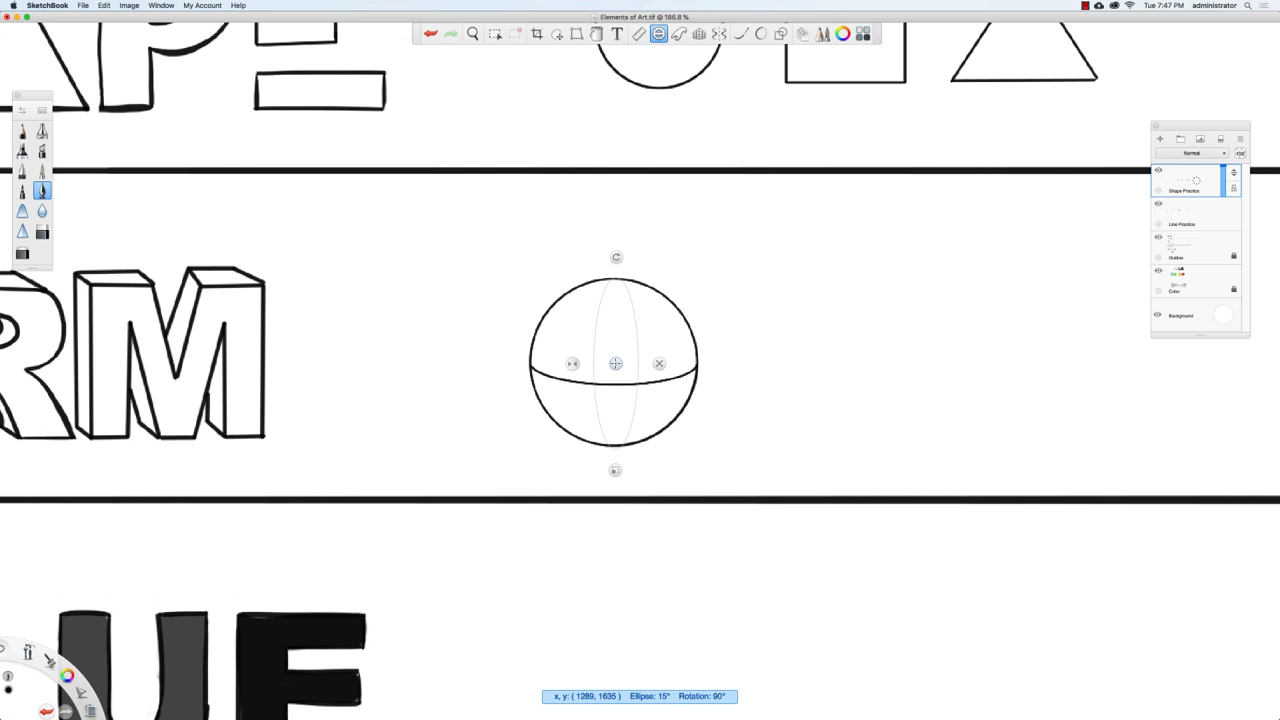 SketchBook File Edit Image Window My Account Help Tue 7:47 PM administrator
Elements of Art.tif @ 186.8 %
T
Normal
Shape Practice
Line Practice
Outline
Color
Background
RM
UE
x, y: ( 1289, 1635 ) Ellipse: 15° Rotation: 90°